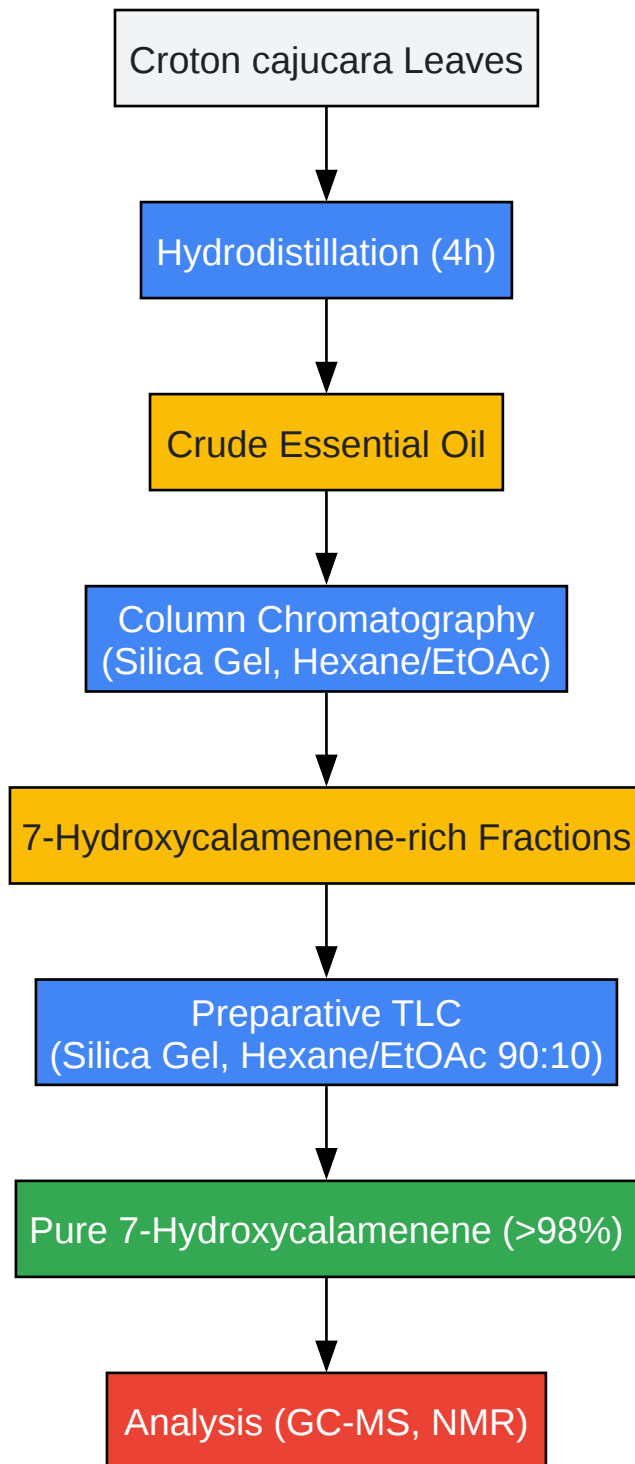 Croton cajucara Leaves
Hydrodistillation (4h)
Crude Essential Oil
Column Chromatography
(Silica Gel, Hexane/EtOAc)
7-Hydroxycalamenene-rich Fractions
Preparative TLC
(Silica Gel, Hexane/EtOAc 90:10)
Pure 7-Hydroxycalamenene (>98%)
Analysis (GC-MS, NMR)